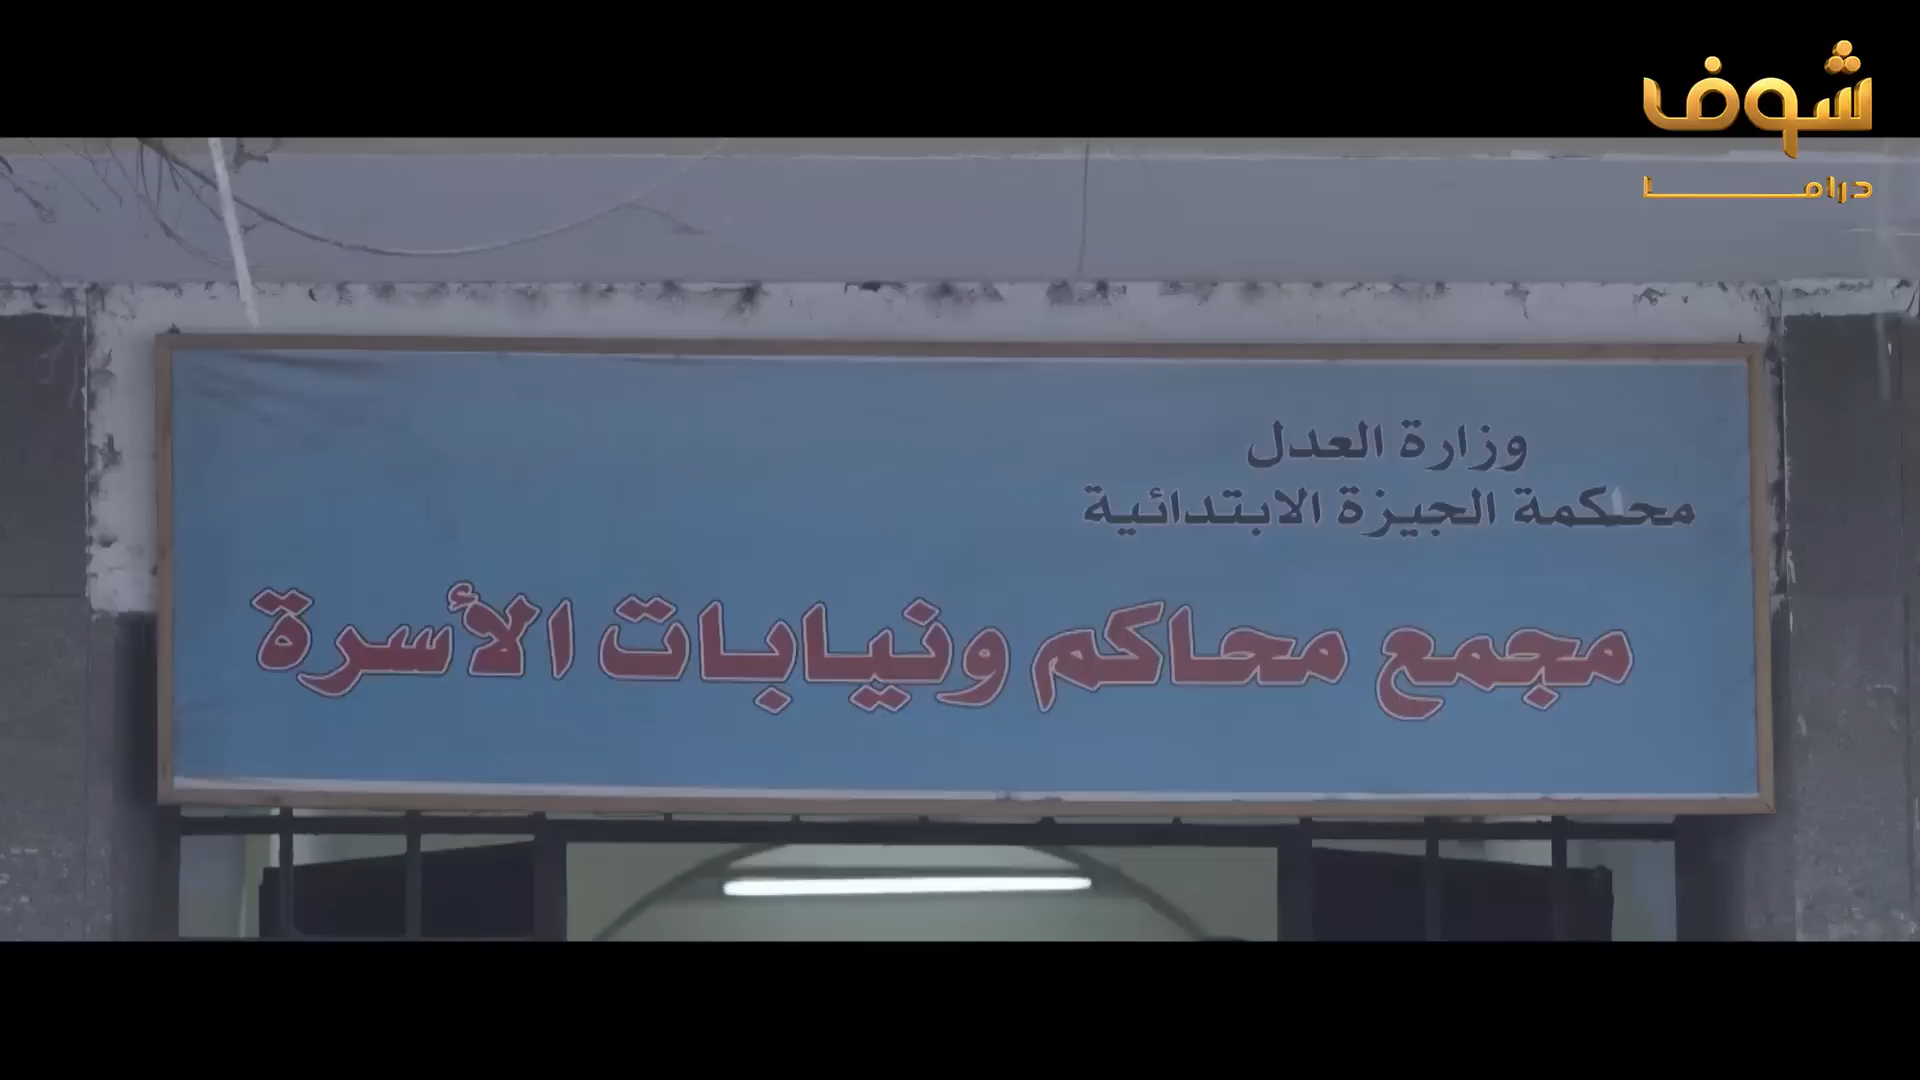 شوف
دراما
وزارة العدل
محكمة الجيزة الابتدائية
مجمع محاكم ونيابات الأسرة